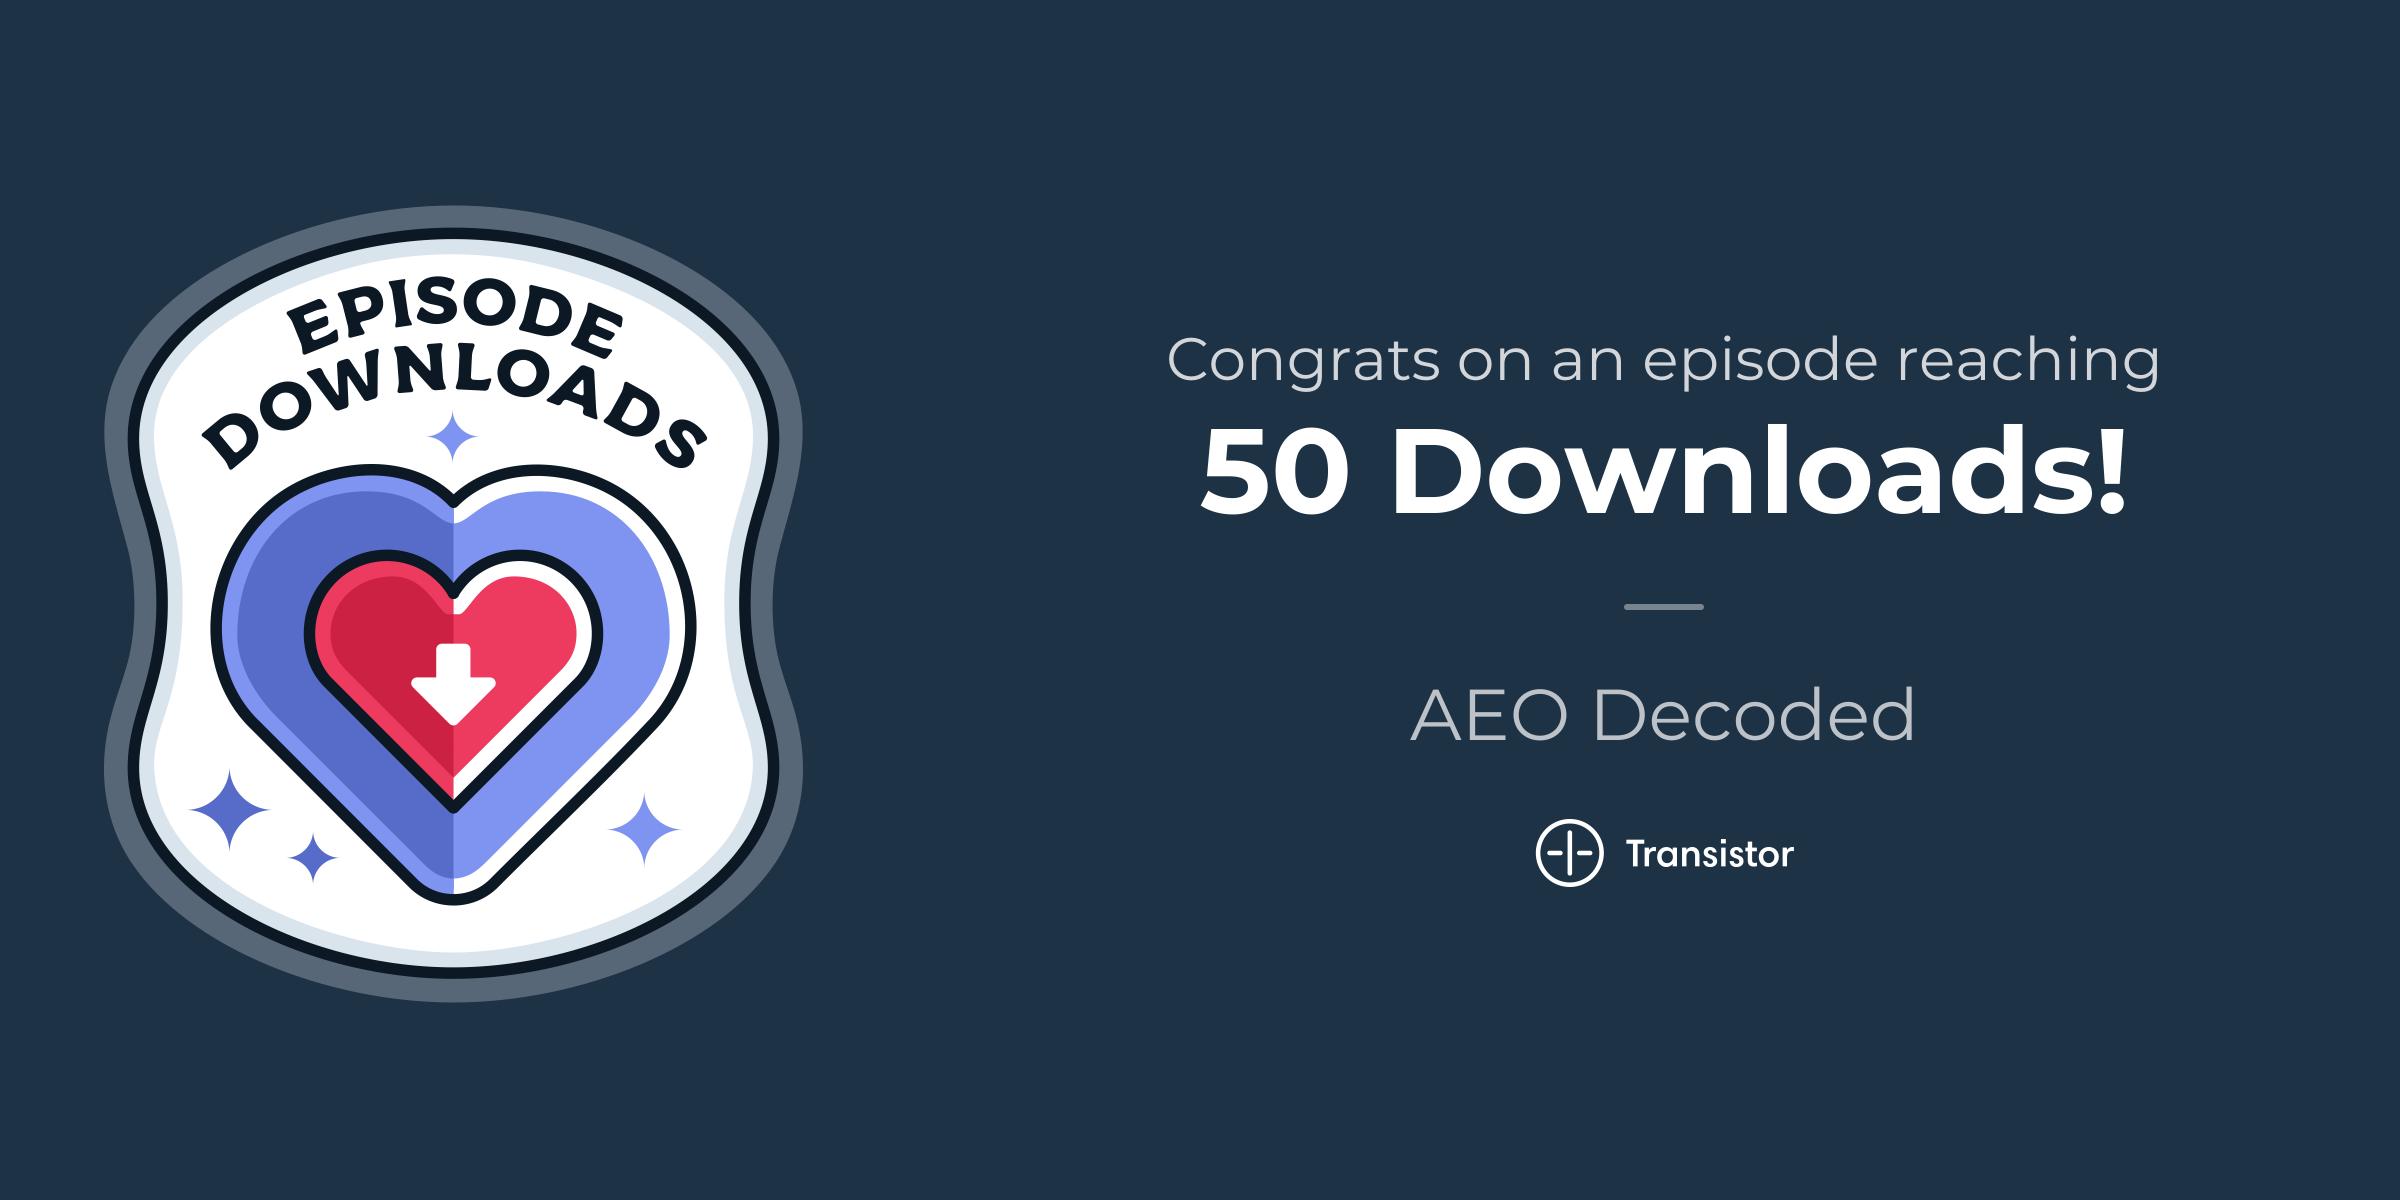 EPISODE
DOWNLOADS
Congrats on an episode reaching
50 Downloads!
AEO Decoded
Transistor